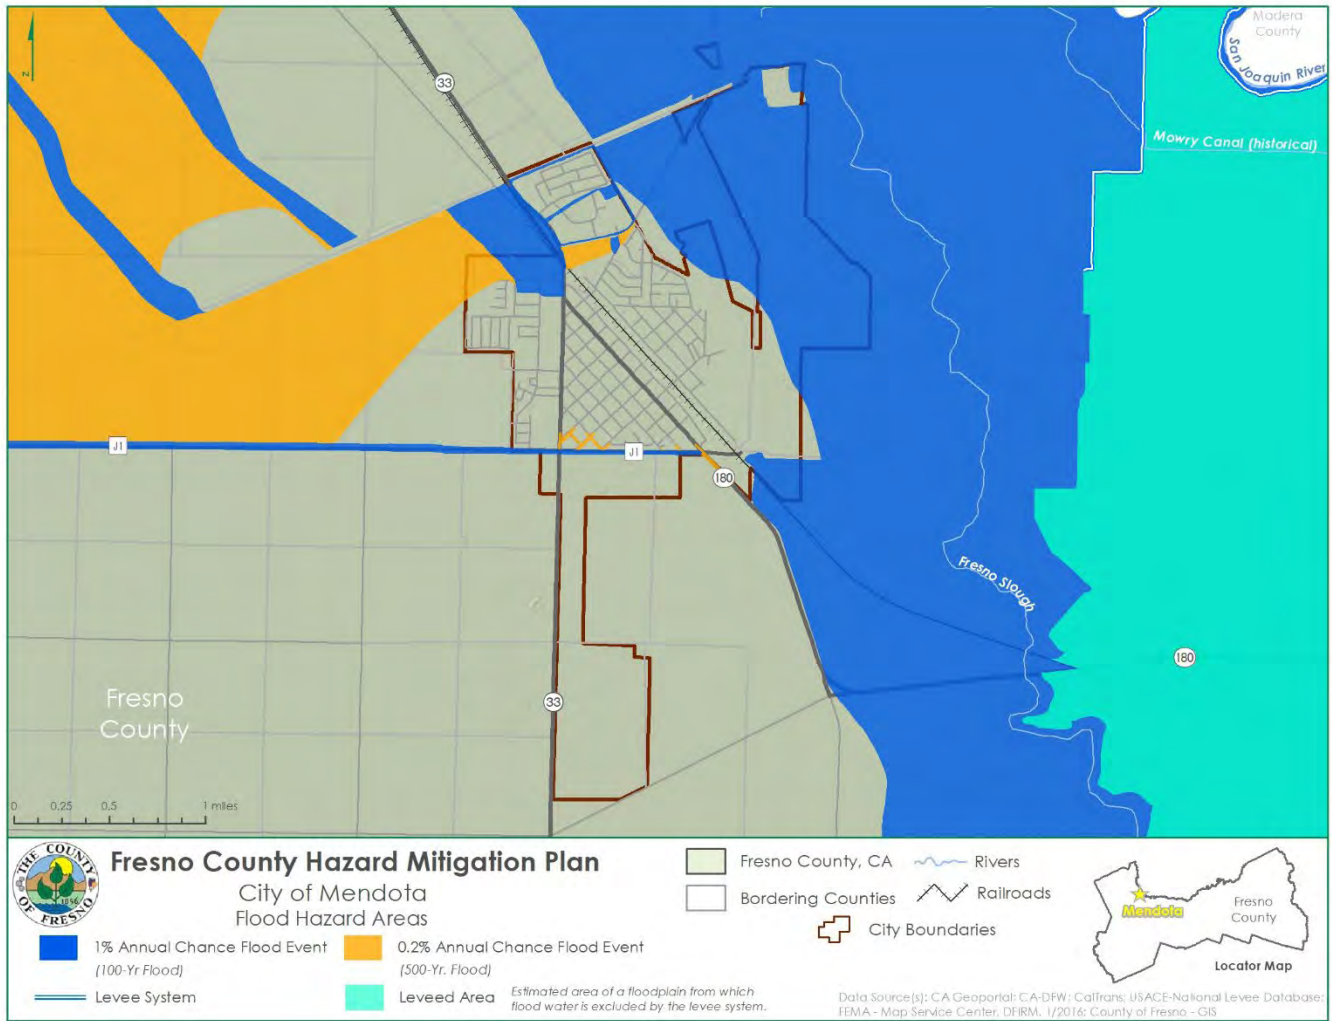 N
33
Madera
County
San Joaquin River
Mowry Canal (historical)
J1
J1
180
Fresno Slough
180
Fresno
County
33
0 0.25 0.5 1 miles
THE COUNTY OF FRESNO
1856
Fresno County Hazard Mitigation Plan
City of Mendota
Flood Hazard Areas
1% Annual Chance Flood Event
(100-Yr Flood)
0.2% Annual Chance Flood Event
(500-Yr. Flood)
Levee System
Leveed Area
Estimated area of a floodplain from which
flood water is excluded by the levee system.
Fresno County, CA
Rivers
Bordering Counties
Railroads
City Boundaries
Mendota
Fresno
County
Locator Map
Data Source(s): CA Geoportal; CA-DFW; CalTrans; USACE-National Levee Database;
FEMA - Map Service Center, DFIRM, 1/2016; County of Fresno - GIS